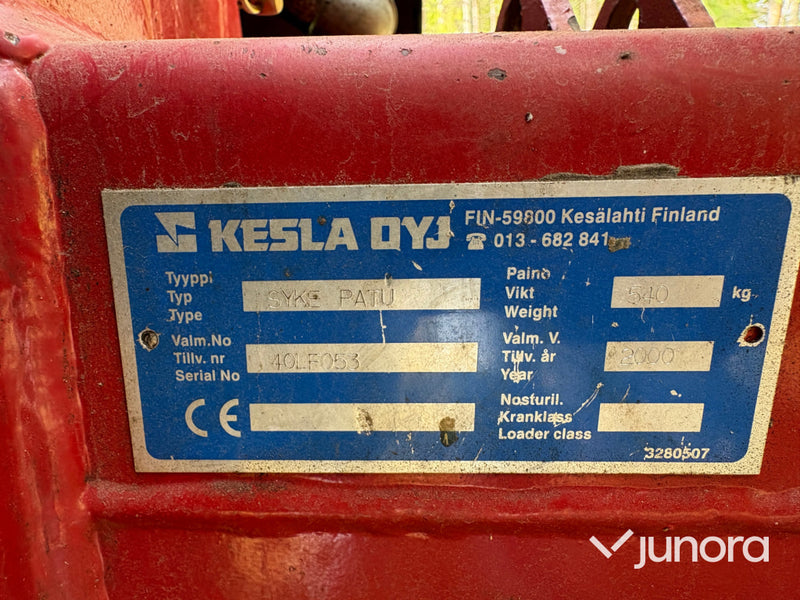 KESLA OYJ
FIN-59800 Kesälahti Finland
☎ 013 - 682 841
Tyyppi
Typ
Type
SYKE PATU
Paino
Vikt
Weight
540
kg
Valm.No
Tillv. nr
Serial No
40LF053
Valm. V.
Tillv. år
Year
2000
CE
Nosturil.
Kranklass
Loader class
3280507
junora